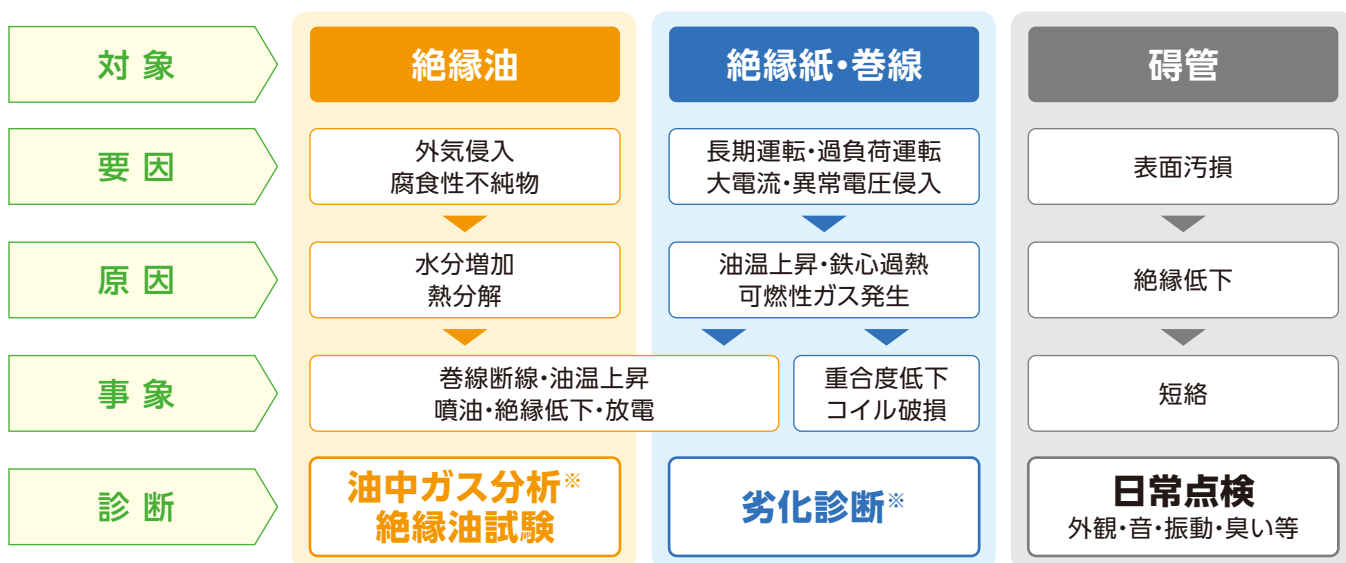 対象
絶縁油
絶縁紙・巻線
碍管
要因
外気侵入
腐食性不純物
長期運転・過負荷運転
大電流・異常電圧侵入
表面汚損
原因
水分増加
熱分解
油温上昇・鉄心過熱
可燃性ガス発生
絶縁低下
事象
巻線断線・油温上昇
噴油・絶縁低下・放電
重合度低下
コイル破損
短絡
診断
油中ガス分析※
絶縁油試験
劣化診断※
日常点検
外観・音・振動・臭い等